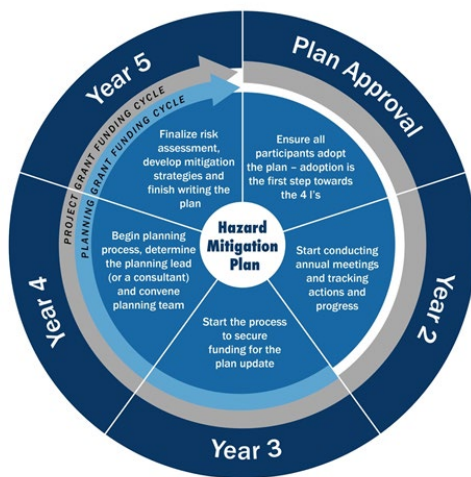 Plan Approval
Year 2
Year 3
Year 4
Year 5
PROJECT GRANT FUNDING CYCLE
PLANNING GRANT FUNDING CYCLE
Hazard
Mitigation
Plan
Ensure all
participants adopt
the plan – adoption is
the first step towards
the 4 I's
Start conducting
annual meetings and
tracking actions and
progress
Start the process
to secure
funding for the
plan update
Begin planning
process, determine
the planning lead
(or a consultant) and
convene planning team
Finalize risk
assessment,
develop mitigation
strategies and
finish writing the
plan